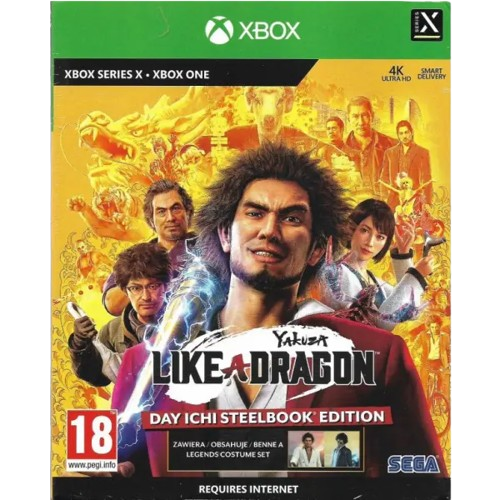 XBOX
SERIES X
XBOX SERIES X • XBOX ONE
4K ULTRA HD
SMART DELIVERY
YAKUZA
LIKE A DRAGON
DAY ICHI STEELBOOK® EDITION
18
www.pegi.info
ZAWIERA / OBSAHUJE / BENNE A
LEGENDS COSTUME SET
SEGA
REQUIRES INTERNET